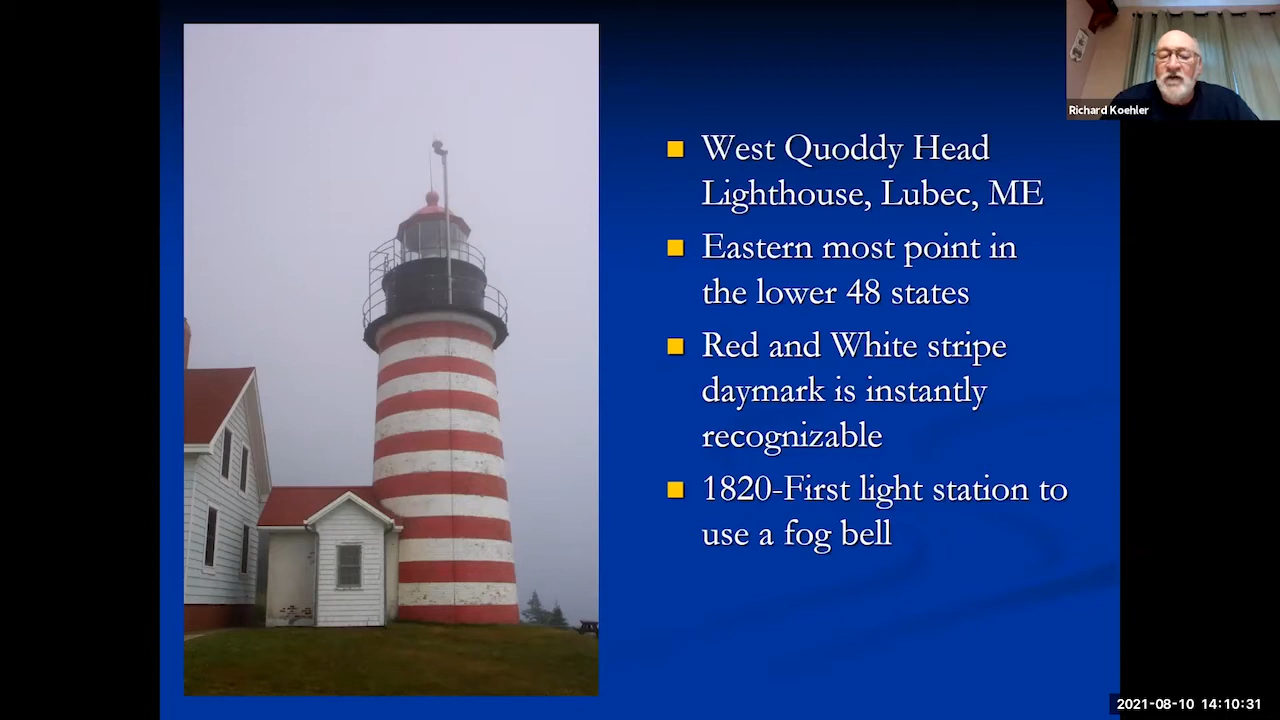 Richard Koehler
West Quoddy Head
Lighthouse, Lubec, ME
Eastern most point in
the lower 48 states
Red and White stripe
daymark is instantly
recognizable
1820-First light station to
use a fog bell
2021-08-10 14:10:31